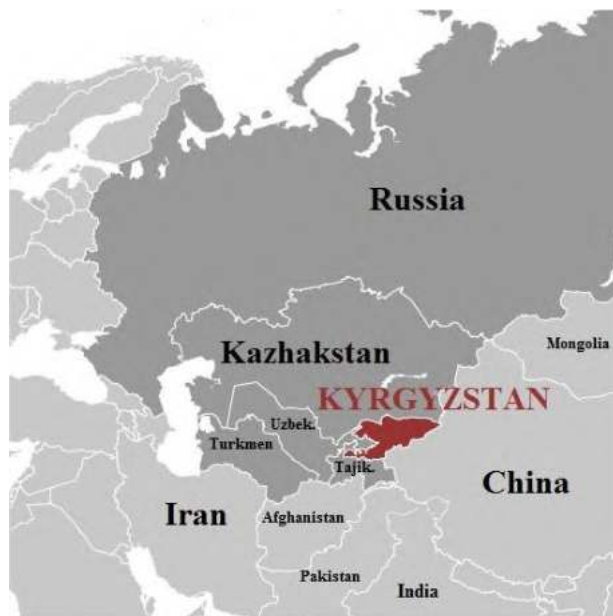 Russia
Mongolia
Kazhakstan
KYRGYZSTAN
Uzbek.
Turkmen
Tajik.
China
Iran
Afghanistan
Pakistan
India